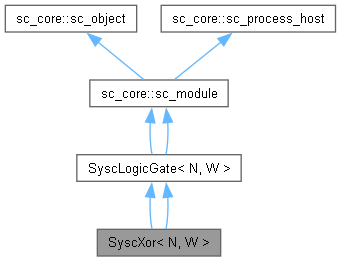 sc_core::sc_object
sc_core::sc_process_host
sc_core::sc_module
SyscLogicGate< N, W >
SyscXor< N, W >